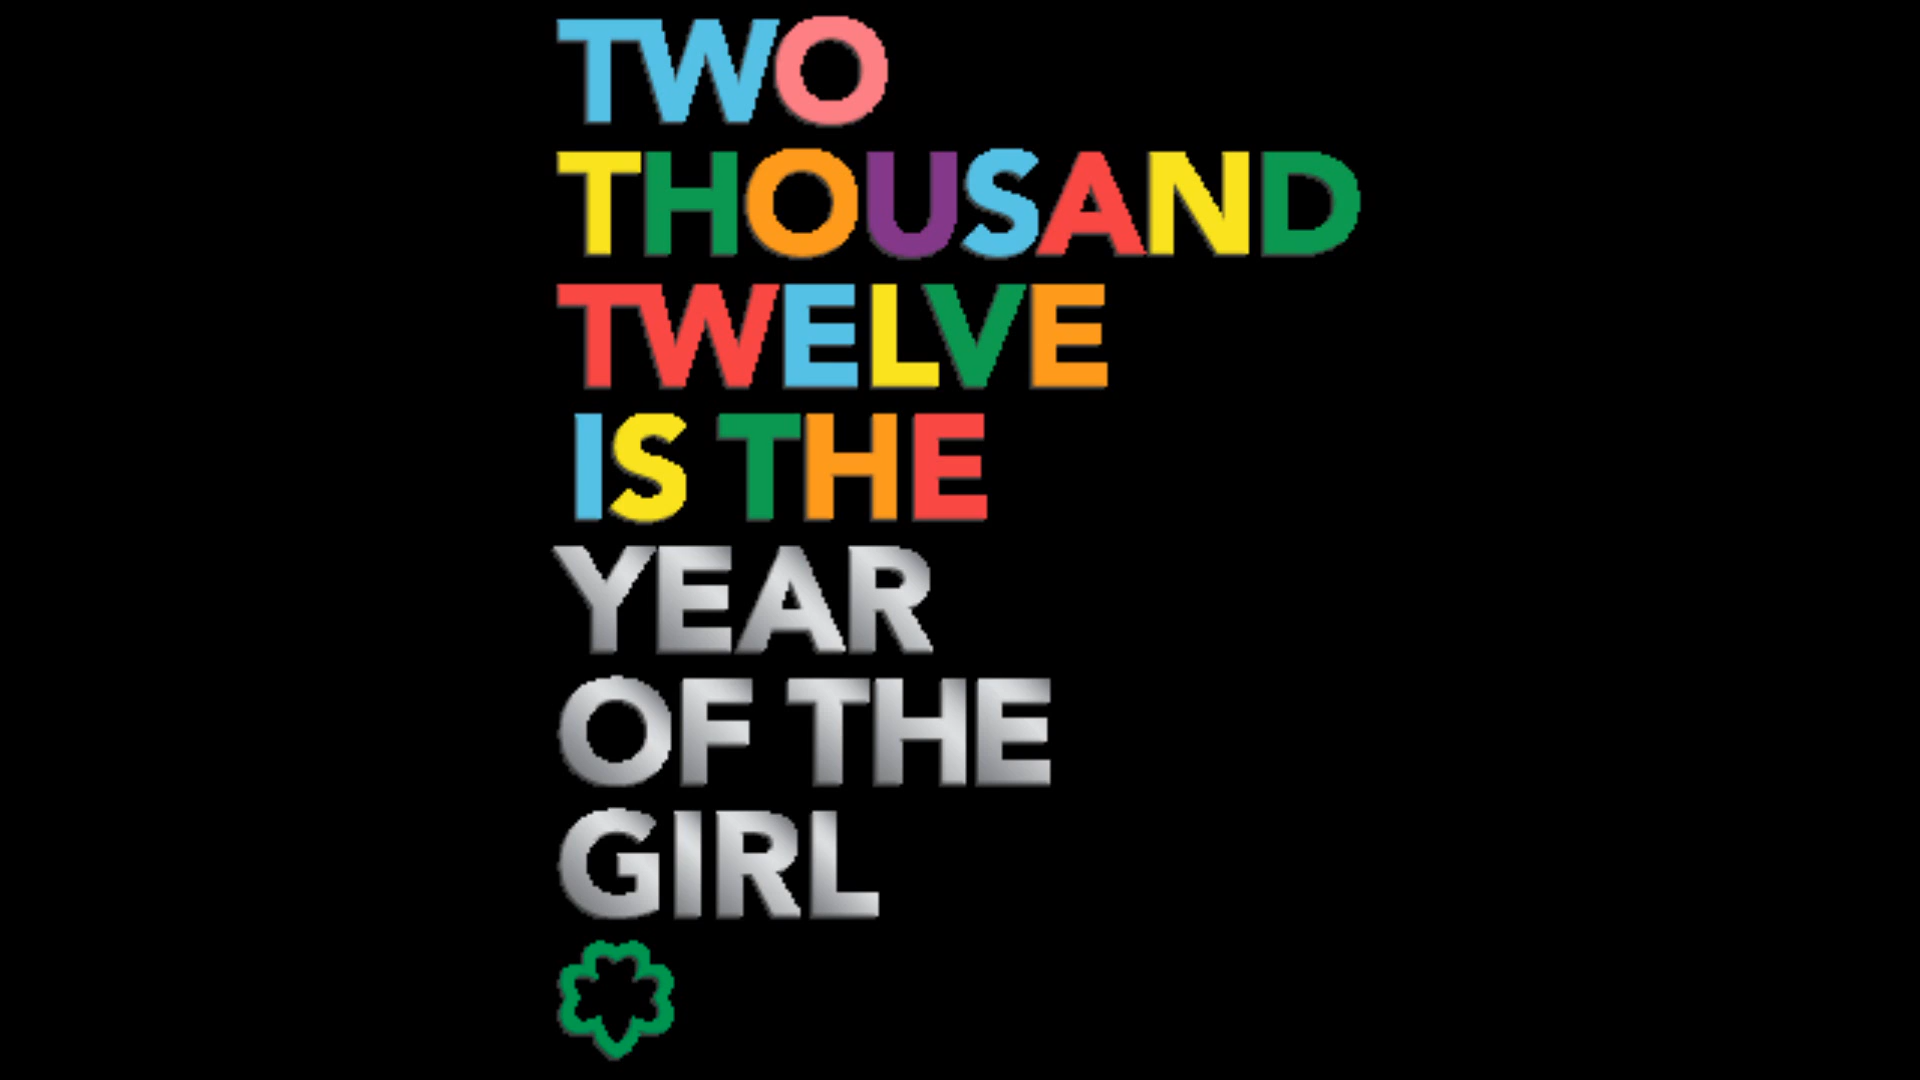 TWO
THOUSAND
TWELVE
IS THE
YEAR
OF THE
GIRL